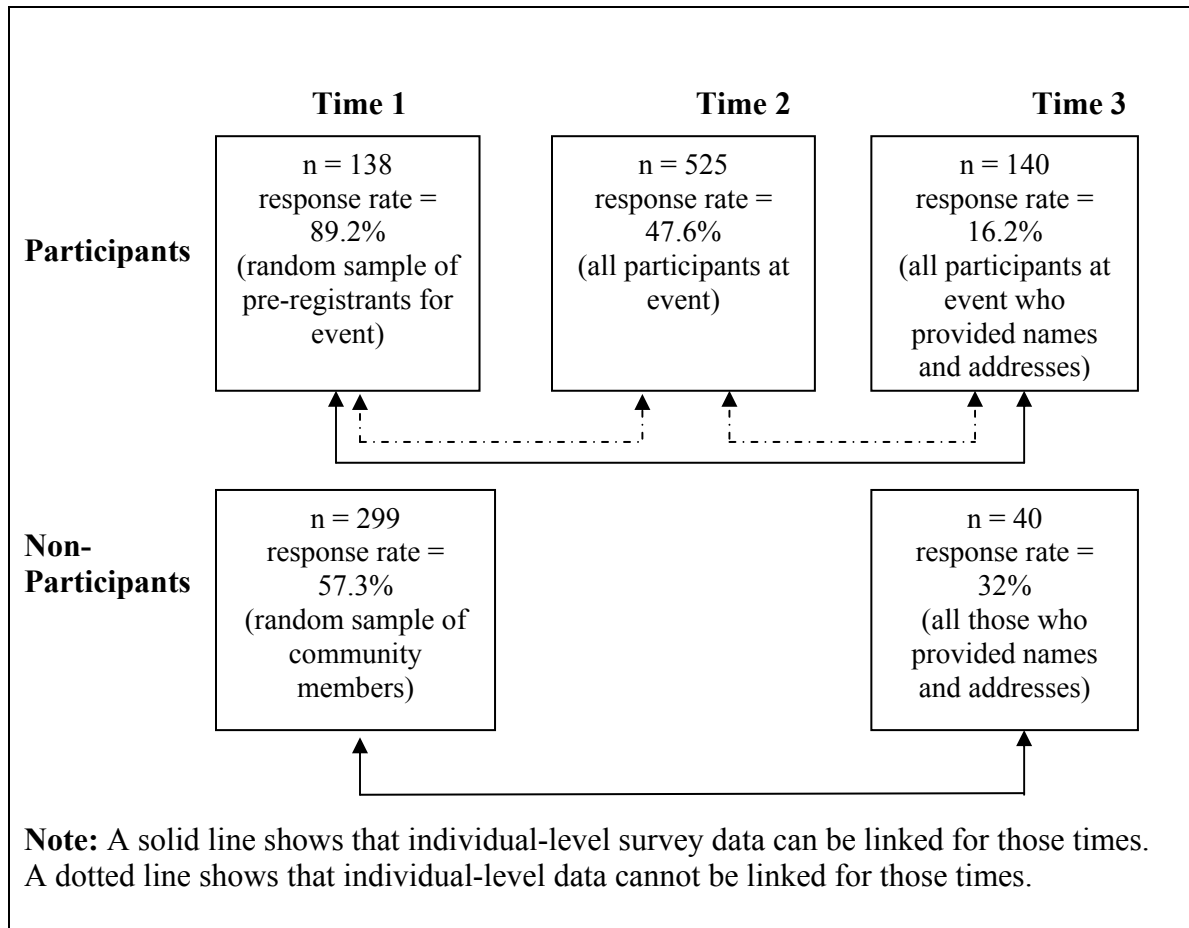 Time 1
Time 2
Time 3
Participants
n = 138
response rate =
89.2%
(random sample of
pre-registrants for
event)
n = 525
response rate =
47.6%
(all participants at
event)
n = 140
response rate =
16.2%
(all participants at
event who
provided names
and addresses)
Non-
Participants
n = 299
response rate =
57.3%
(random sample of
community
members)
n = 40
response rate =
32%
(all those who
provided names
and addresses)
Note: A solid line shows that individual-level survey data can be linked for those times.
A dotted line shows that individual-level data cannot be linked for those times.